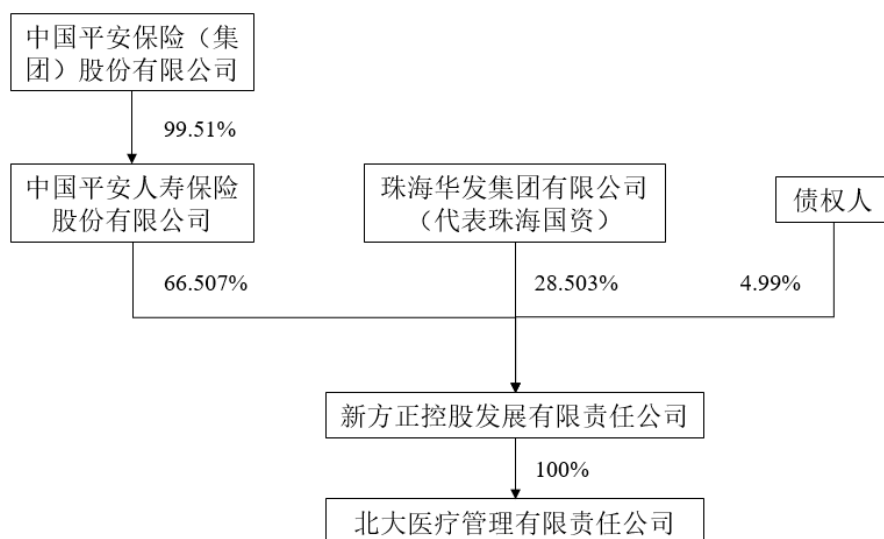 中国平安保险（集
团）股份有限公司
99.51%
中国平安人寿保险
股份有限公司
珠海华发集团有限公司
（代表珠海国资）
债权人
66.507%
28.503%
4.99%
新方正控股发展有限责任公司
100%
北大医疗管理有限责任公司